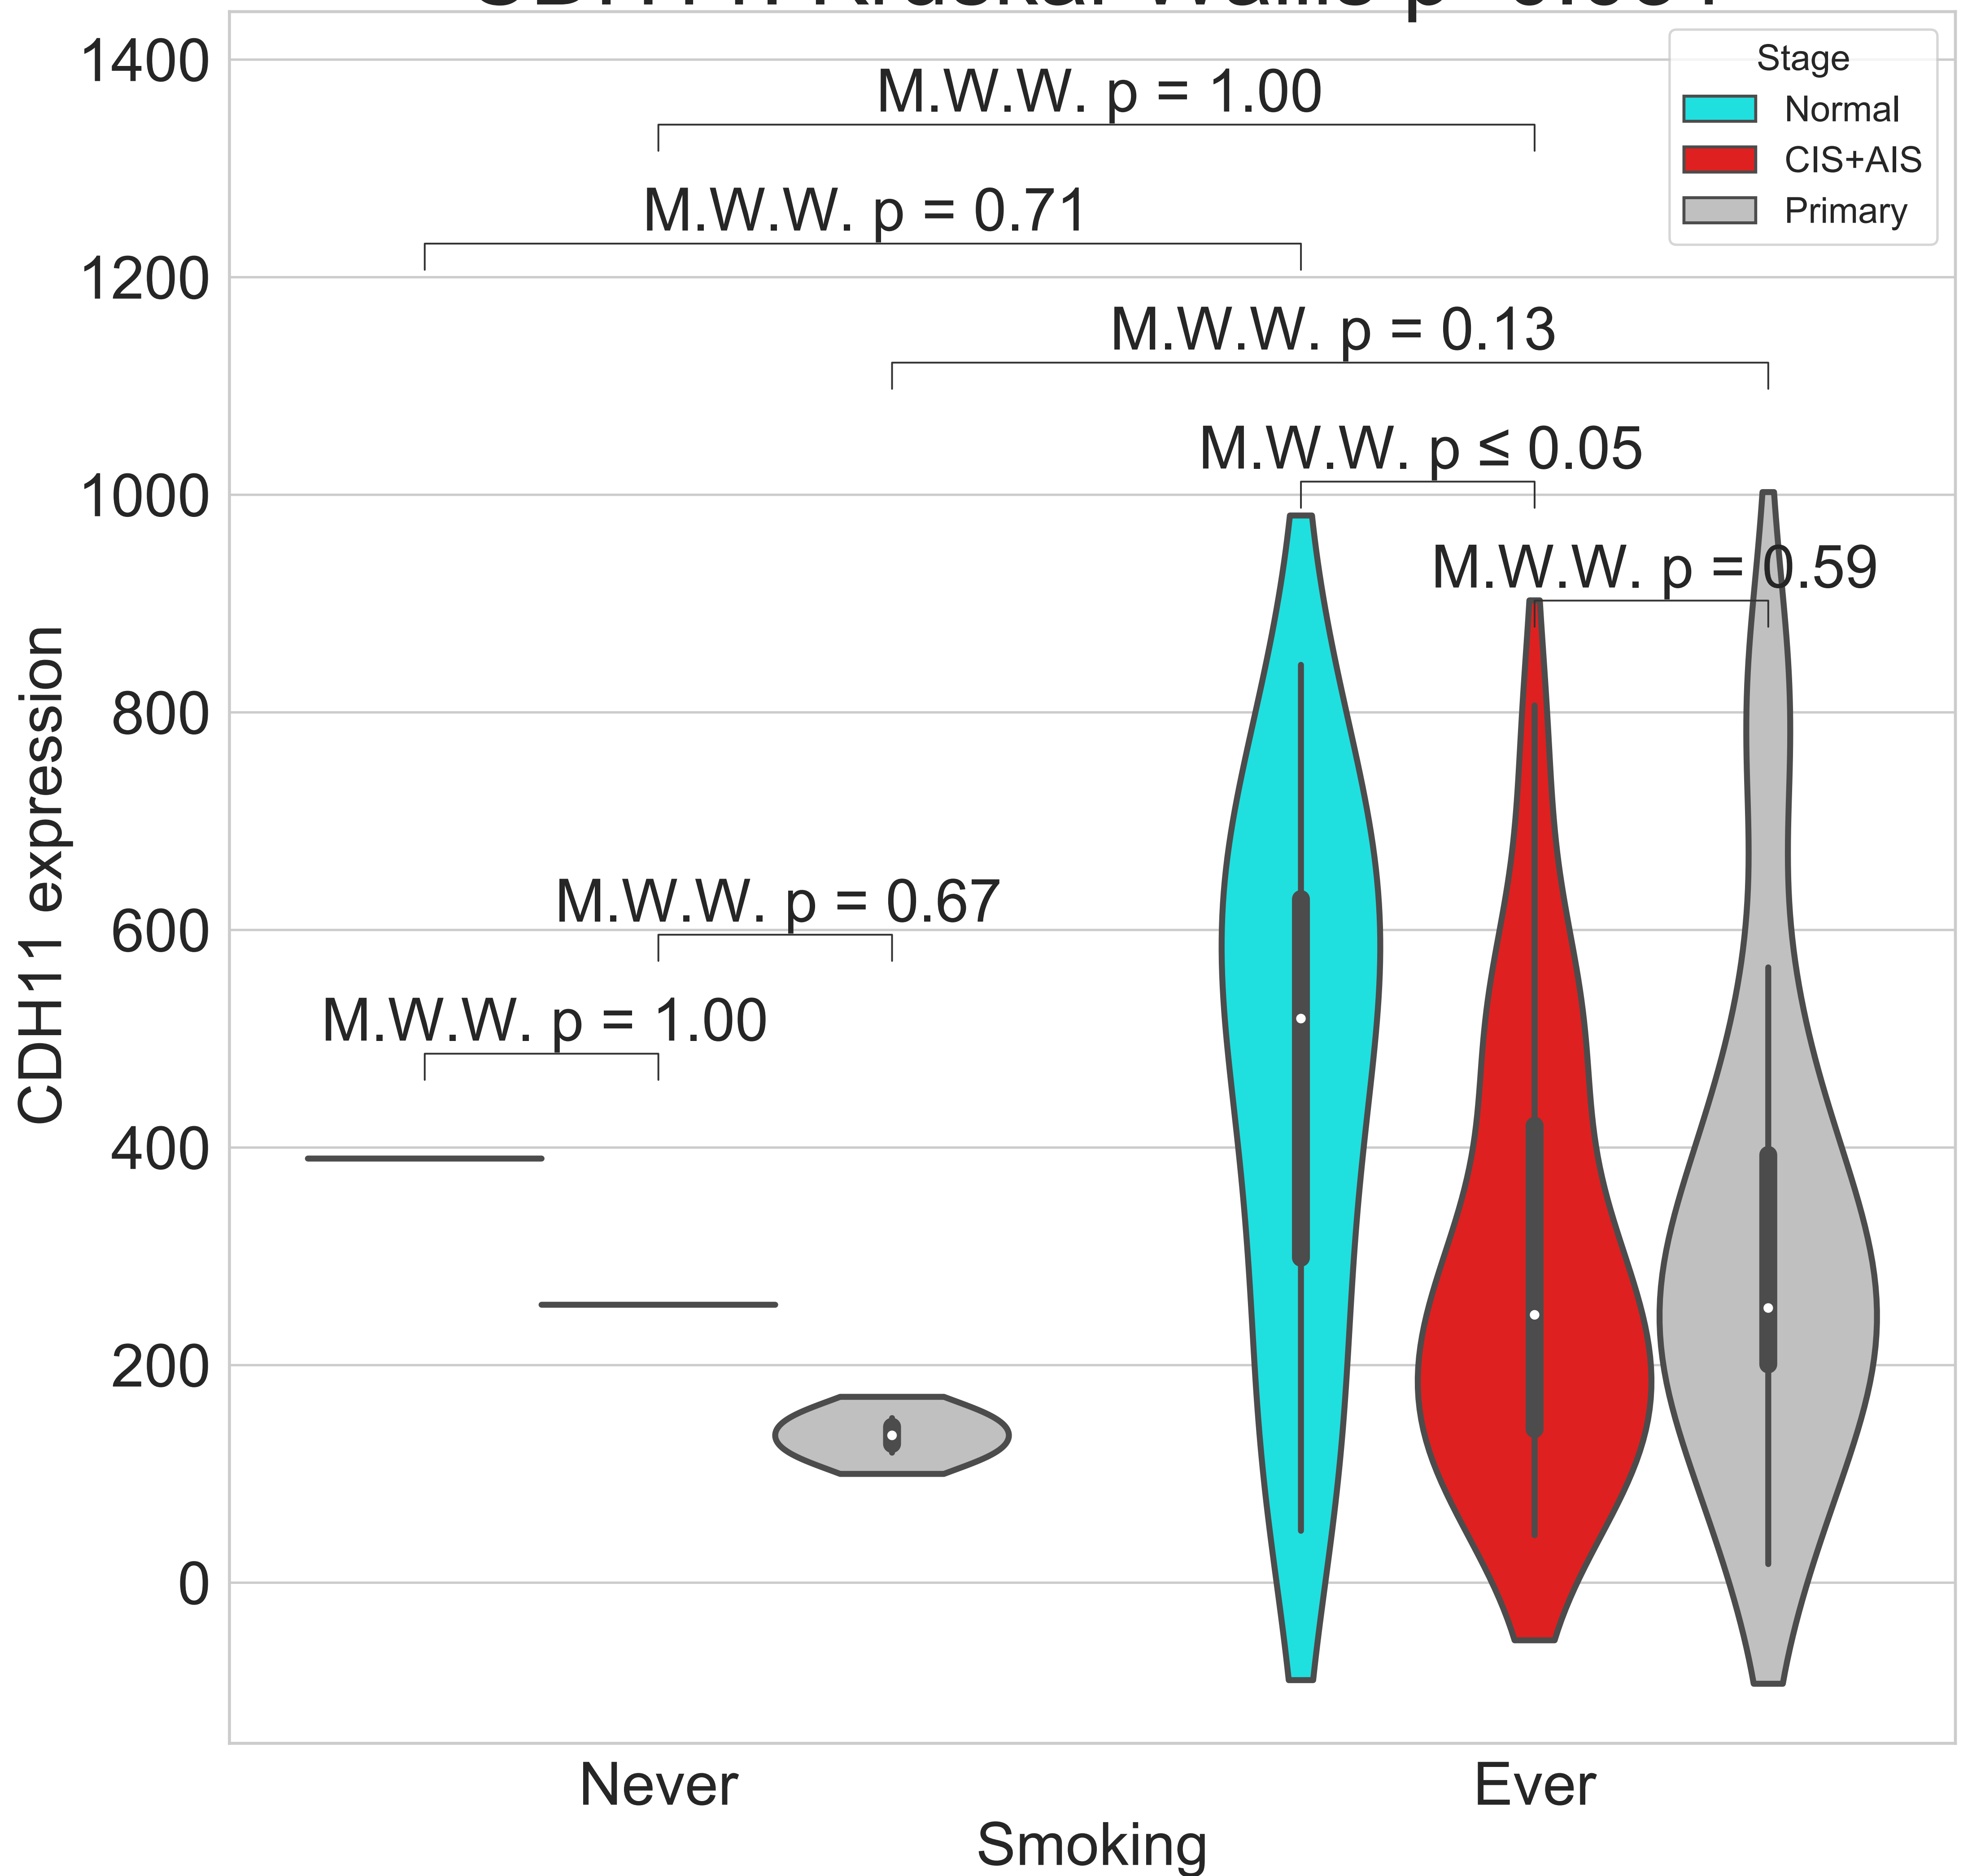 1400
1200
1000
800
600
400
200
0
CDH11 expression
M.W.W. p = 1.00
M.W.W. p = 0.71
M.W.W. p = 0.13
M.W.W. p ≤ 0.05
M.W.W. p = 0.59
M.W.W. p = 0.67
M.W.W. p = 1.00
Stage
Normal
CIS+AIS
Primary
Never
Ever
Smoking